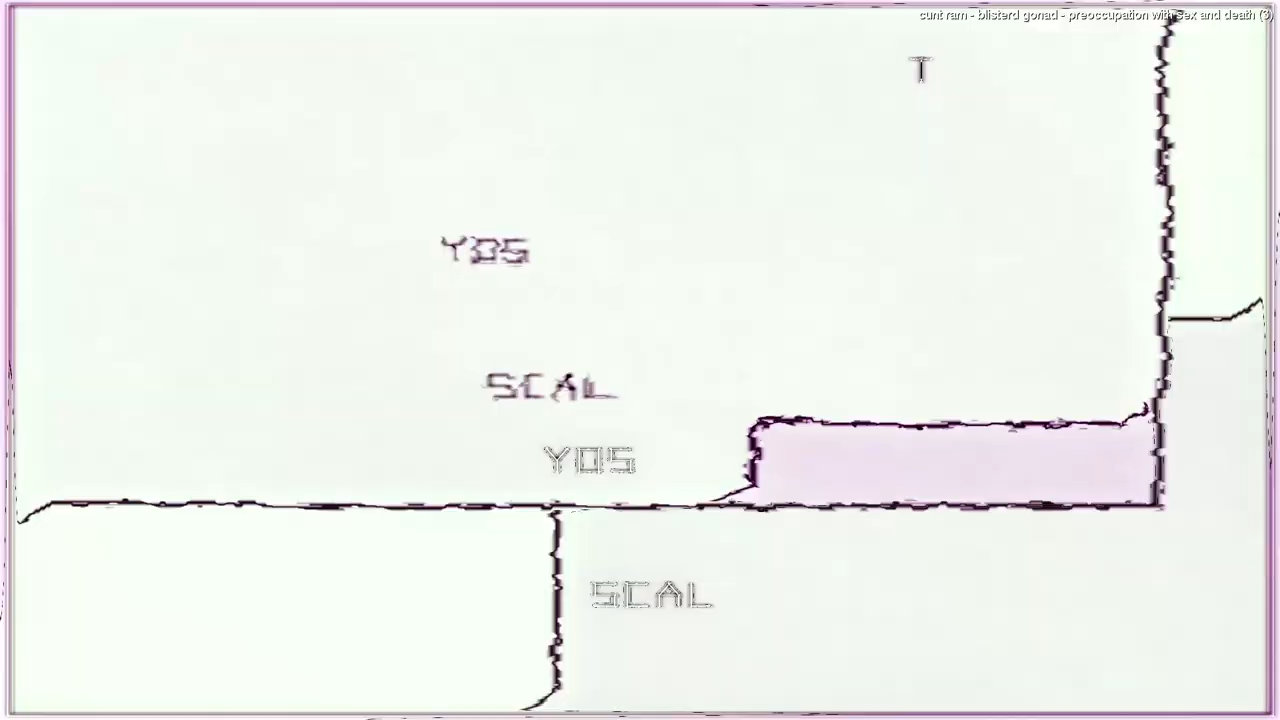 cunt ram - blisterd gonad - preoccupation with sex and death (3)
T
YOS
SCAL
YOS
SCAL